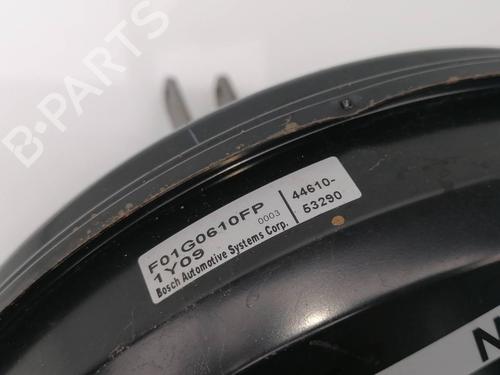 B-PARTS
F01G0610FP
1Y09
0003
Bosch Automotive Systems Corp.
44610-
53290
N